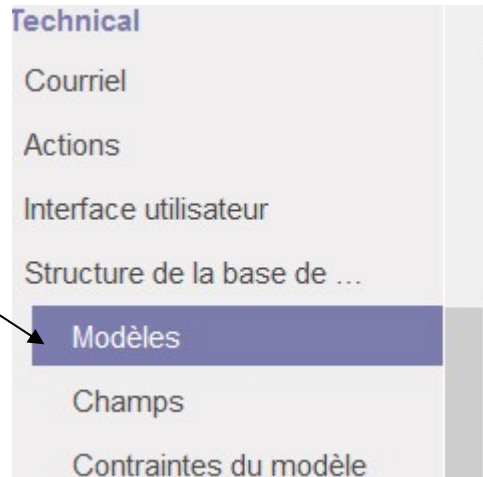 Technical
Courriel
Actions
Interface utilisateur
Structure de la base de ...
Modèles
Champs
Contraintes du modèle